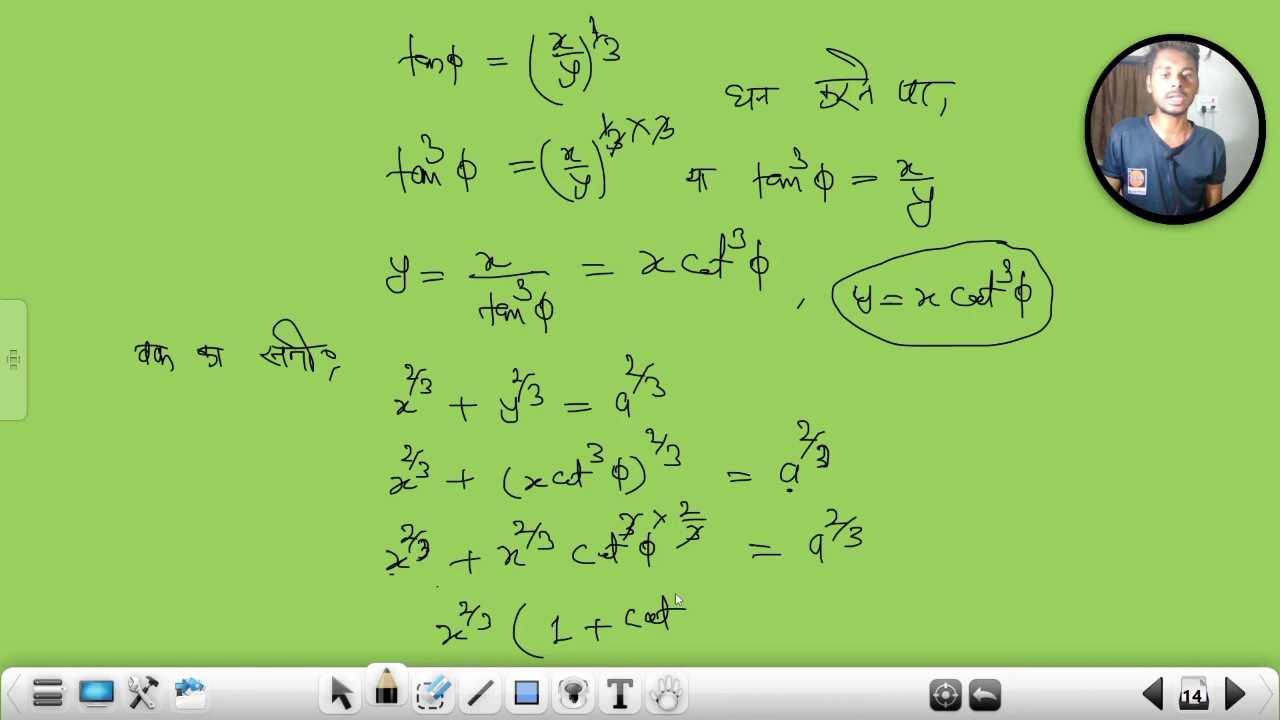 tanϕ = (x/y)^1/3 घन करने पर,
tan³ϕ = (x/y)^1/3 × 3 या tan³ϕ = x/y
y = x/tan³ϕ = x cot³ϕ, y = x cot³ϕ
वक्र का समी०,
x^2/3 + y^2/3 = a^2/3
x^2/3 + (x cot³ϕ)^2/3 = a^2/3
x^2/3 + x^2/3 cot^3 ϕ × 2/3 = a^2/3
x^2/3 (1 + cot
14